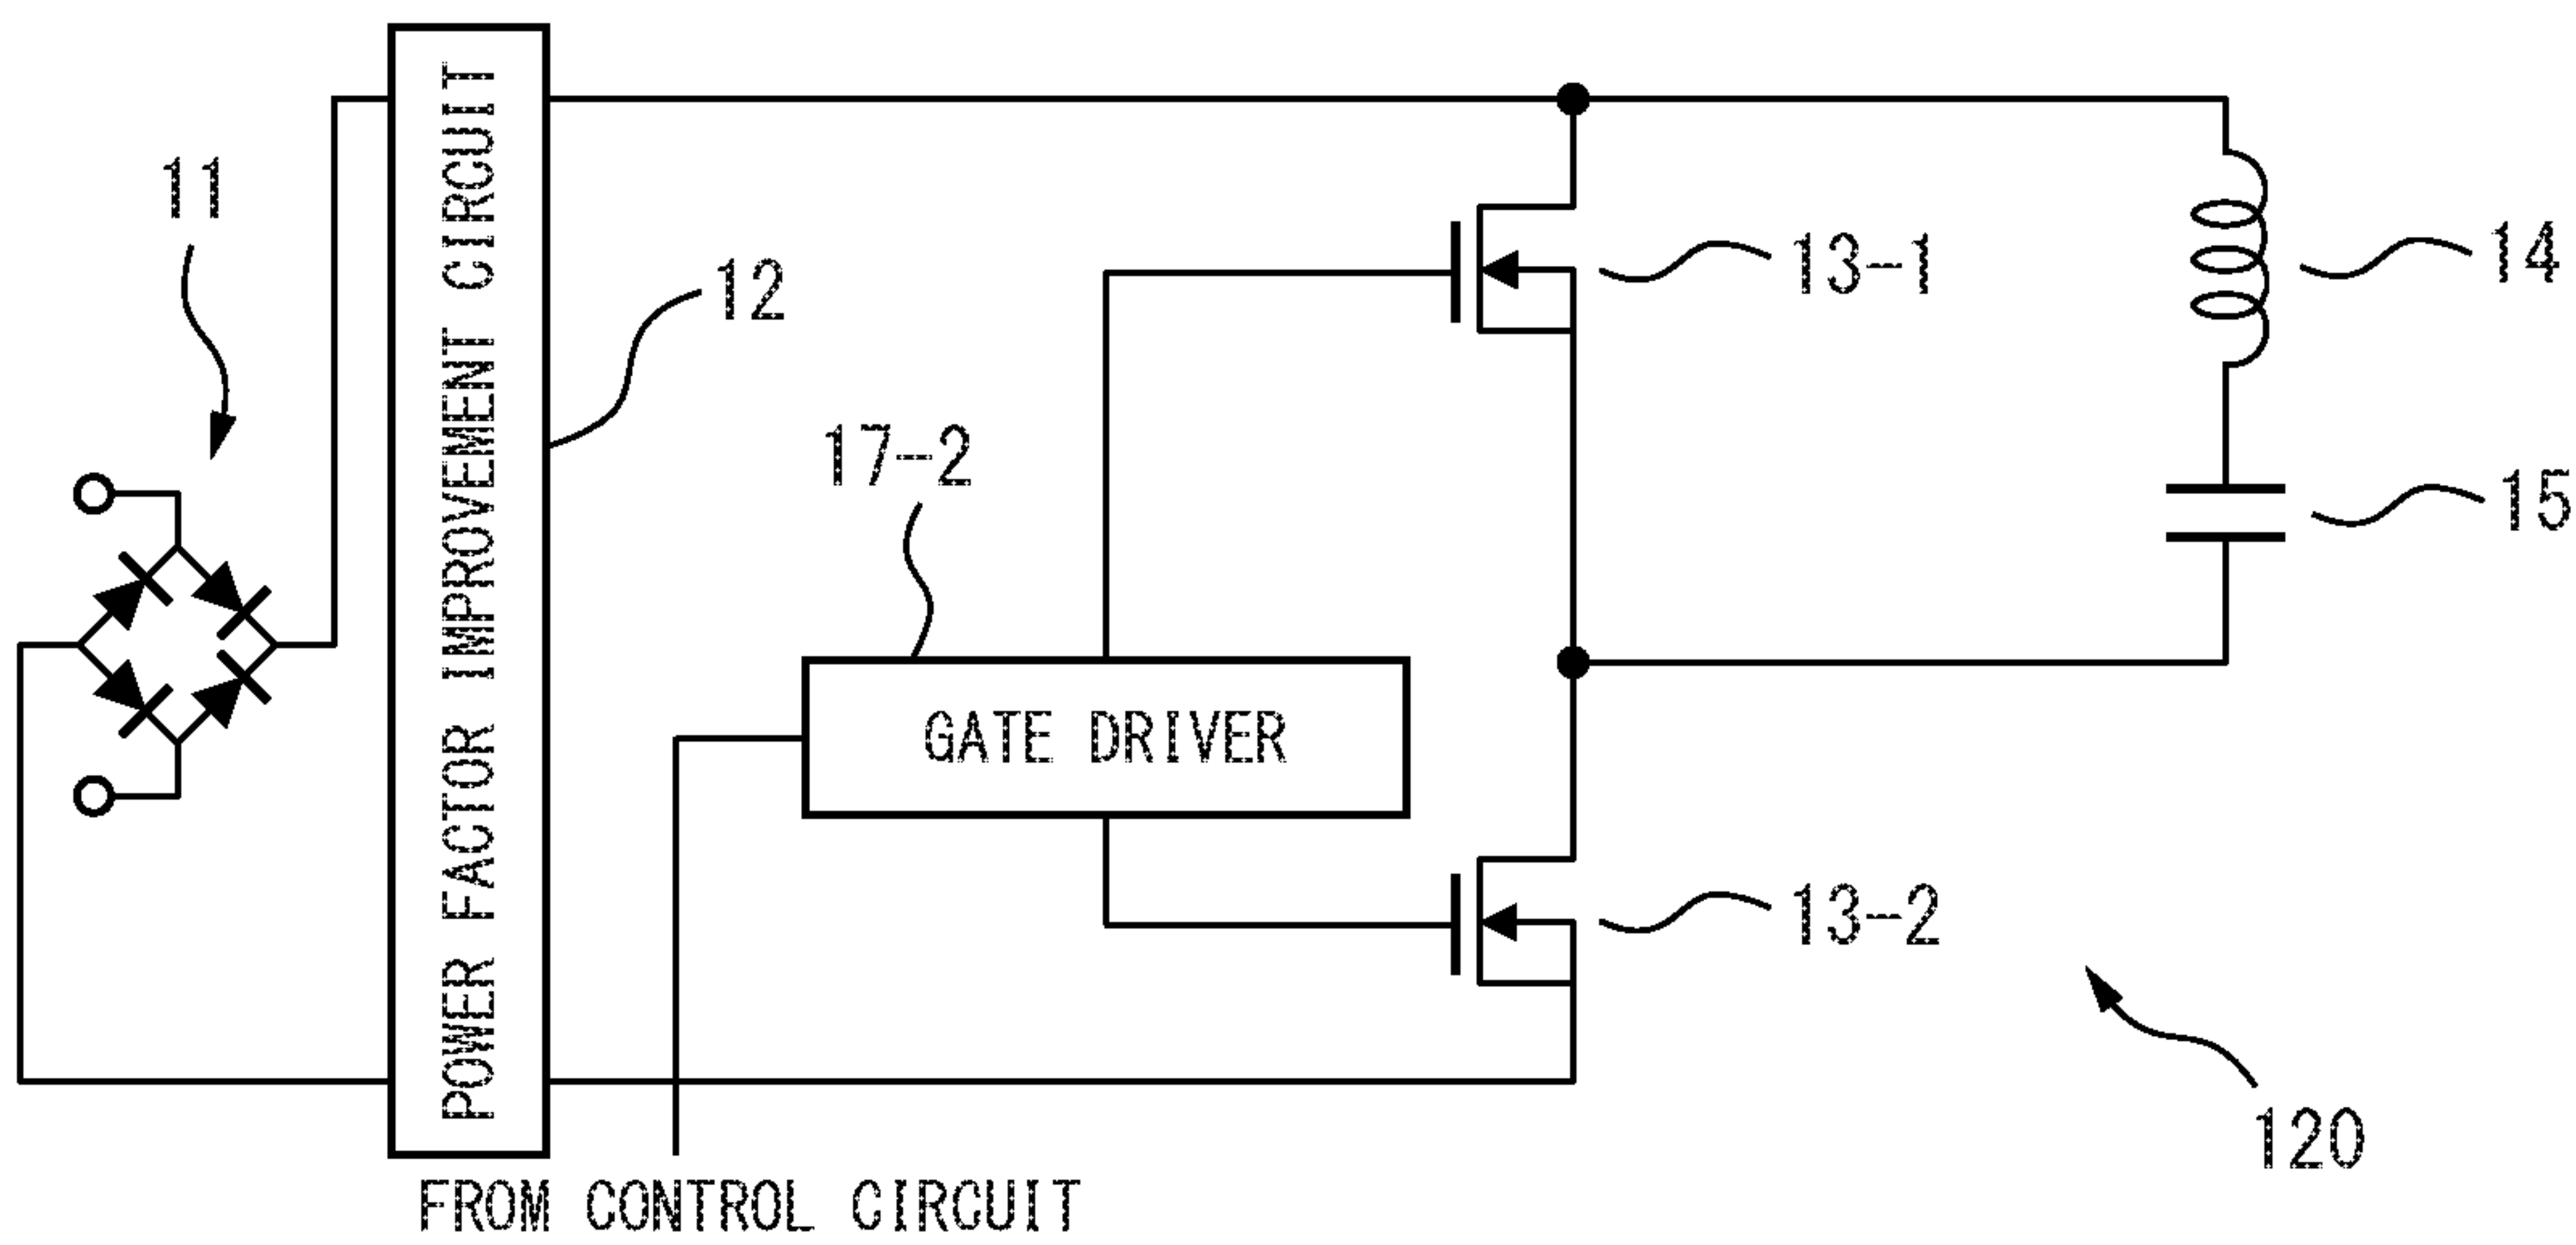 11
POWER FACTOR IMPROVEMENT CIRCUIT
12
13-1
14
17-2
15
GATE DRIVER
13-2
120
FROM CONTROL CIRCUIT